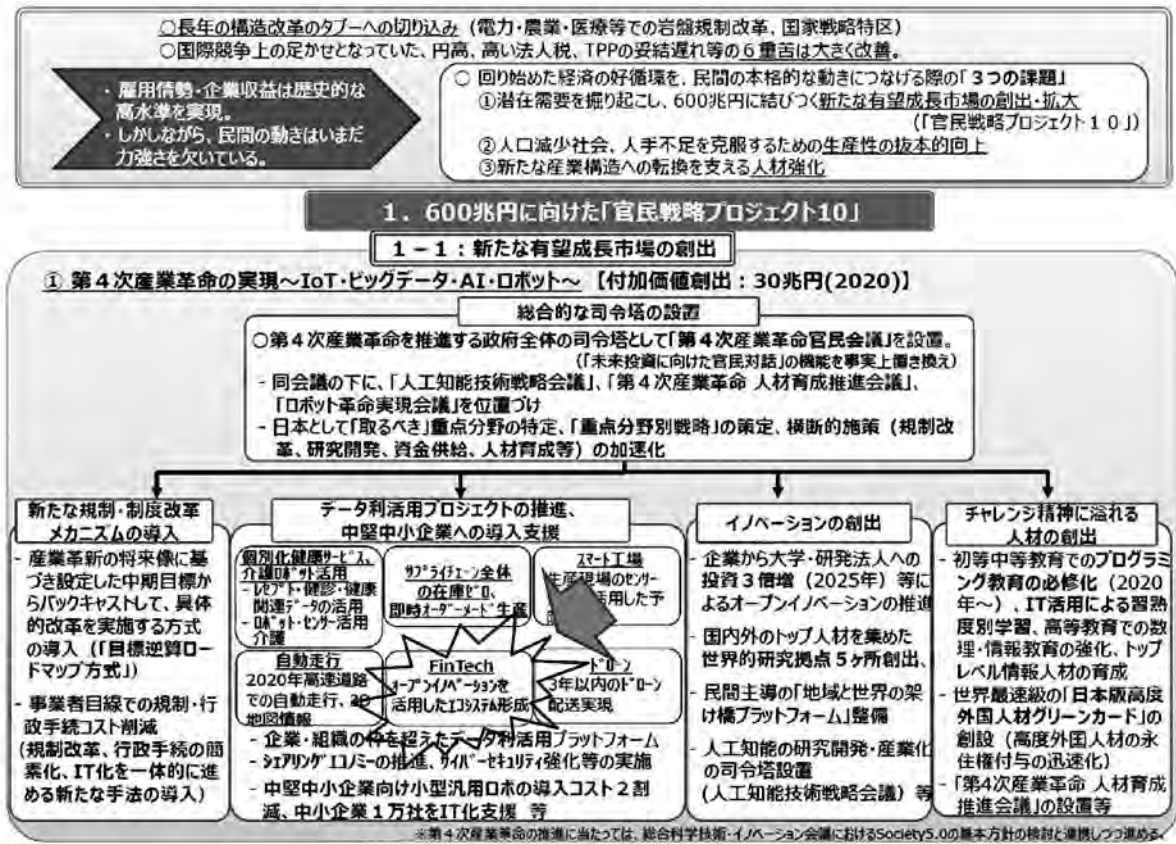 ○長年の構造改革のタブーへの切り込み（電力・農業・医療等での岩盤規制改革、国家戦略特区）
○国際競争上の足かせとなっていた、円高、高い法人税、TPPの妥結遅れ等の６重苦は大きく改善。
・雇用情勢・企業収益は歴史的な
高水準を実現。
・しかしながら、民間の動きはいまだ
力強さを欠いている。
○ 回り始めた経済の好循環を、民間の本格的な動きにつなげる際の「３つの課題」
①潜在需要を掘り起こし、600兆円に結びつく新たな有望成長市場の創出・拡大
（「官民戦略プロジェクト１０」）
②人口減少社会、人手不足を克服するための生産性の抜本的向上
③新たな産業構造への転換を支える人材強化
１．600兆円に向けた「官民戦略プロジェクト10」
１－１：新たな有望成長市場の創出
① 第４次産業革命の実現～IoT・ビッグデータ・AI・ロボット～ 【付加価値創出：30兆円(2020)】
総合的な司令塔の設置
○第４次産業革命を推進する政府全体の司令塔として「第４次産業革命官民会議」を設置。
（「未来投資に向けた官民対話」の機能を事実上置き換え）
- 同会議の下に、「人工知能技術戦略会議」、「第４次産業革命 人材育成推進会議」、
「ロボット革命実現会議」を位置づけ
- 日本として「取るべき」重点分野の特定、「重点分野別戦略」の策定、横断的施策（規制改
革、研究開発、資金供給、人材育成等）の加速化
新たな規制・制度改革
メカニズムの導入
- 産業革新の将来像に基
づき設定した中期目標か
らバックキャストして、具体
的改革を実施する方式
の導入（「目標逆算ロー
ドマップ方式」）
- 事業者目線での規制・行
政手続コスト削減
（規制改革、行政手続の簡
素化、IT化を一体的に進
める新たな手法の導入）
データ利活用プロジェクトの推進、
中堅中小企業への導入支援
個別化健康ｻｰﾋﾞｽ、
介護ﾛﾎﾞｯﾄ活用
- ﾚｾﾌﾟﾄ・健診・健康
関連データの活用
- ﾛﾎﾞｯﾄ・ｾﾝｻｰ活用
介護
ｻﾌﾟﾗｲﾁｪｰﾝ全体
の在庫ｾﾞﾛ、
即時ｵｰﾀﾞｰﾒｰﾄﾞ生産
ｽﾏｰﾄ工場
生産現場のｾﾝｻｰ
活用した予
自動走行
2020年高速道路
での自動走行、3D
地図情報
FinTech
ｵｰﾌﾟﾝｲﾉﾍﾞｰｼｮﾝを
活用したｴｺｼｽﾃﾑ形成
ﾄﾞﾛｰﾝ
3年以内のﾄﾞﾛｰﾝ
配送実現
- 企業・組織の枠を超えたデータ利活用プラットフォーム
- ｼｪｱﾘﾝｸﾞｴｺﾉﾐｰの推進、ｻｲﾊﾞｰｾｷｭﾘﾃｨ強化等の実施
- 中堅中小企業向け小型汎用ロボの導入コスト２割
減、中小企業１万社をIT化支援 等
イノベーションの創出
- 企業から大学・研発法人への
投資３倍増（2025年）等に
よるオープンイノベーションの推進
- 国内外のトップ人材を集めた
世界的研究拠点５ヶ所創出、
- 民間主導の「地域と世界の架
け橋プラットフォーム」整備
- 人工知能の研究開発・産業化
の司令塔設置
（人工知能技術戦略会議）等
チャレンジ精神に溢れる
人材の創出
- 初等中等教育でのプログラミ
ング教育の必修化（2020
年～）、IT活用による習熟
度別学習、高等教育での数
理・情報教育の強化、トップ
レベル情報人材の育成
- 世界最速級の「日本版高度
外国人材グリーンカード」の
創設（高度外国人材の永
住権付与の迅速化）
- 「第4次産業革命 人材育成
推進会議」の設置等
※第４次産業革命の推進に当たっては、総合科学技術・イノベーション会議におけるSociety5.0の基本方針の検討と連携しつつ進める。